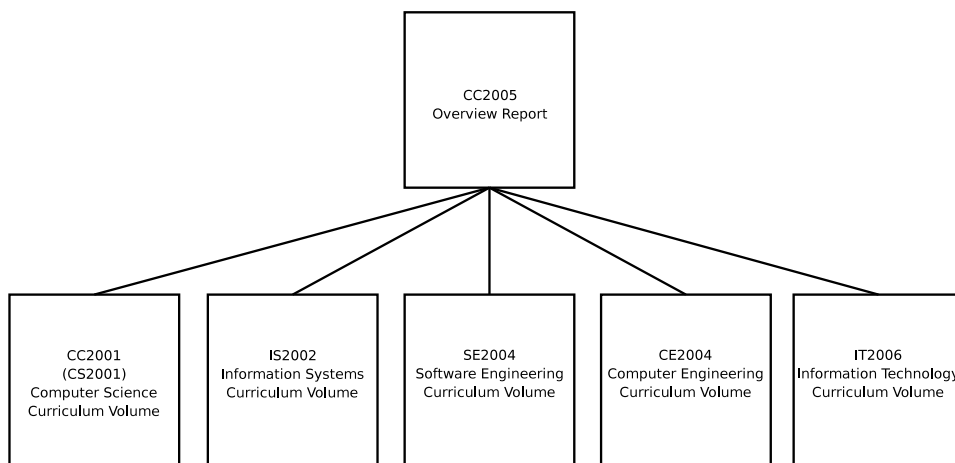 CC2005
Overview Report
CC2001
(CS2001)
Computer Science
Curriculum Volume
IS2002
Information Systems
Curriculum Volume
SE2004
Software Engineering
Curriculum Volume
CE2004
Computer Engineering
Curriculum Volume
IT2006
Information Technology
Curriculum Volume